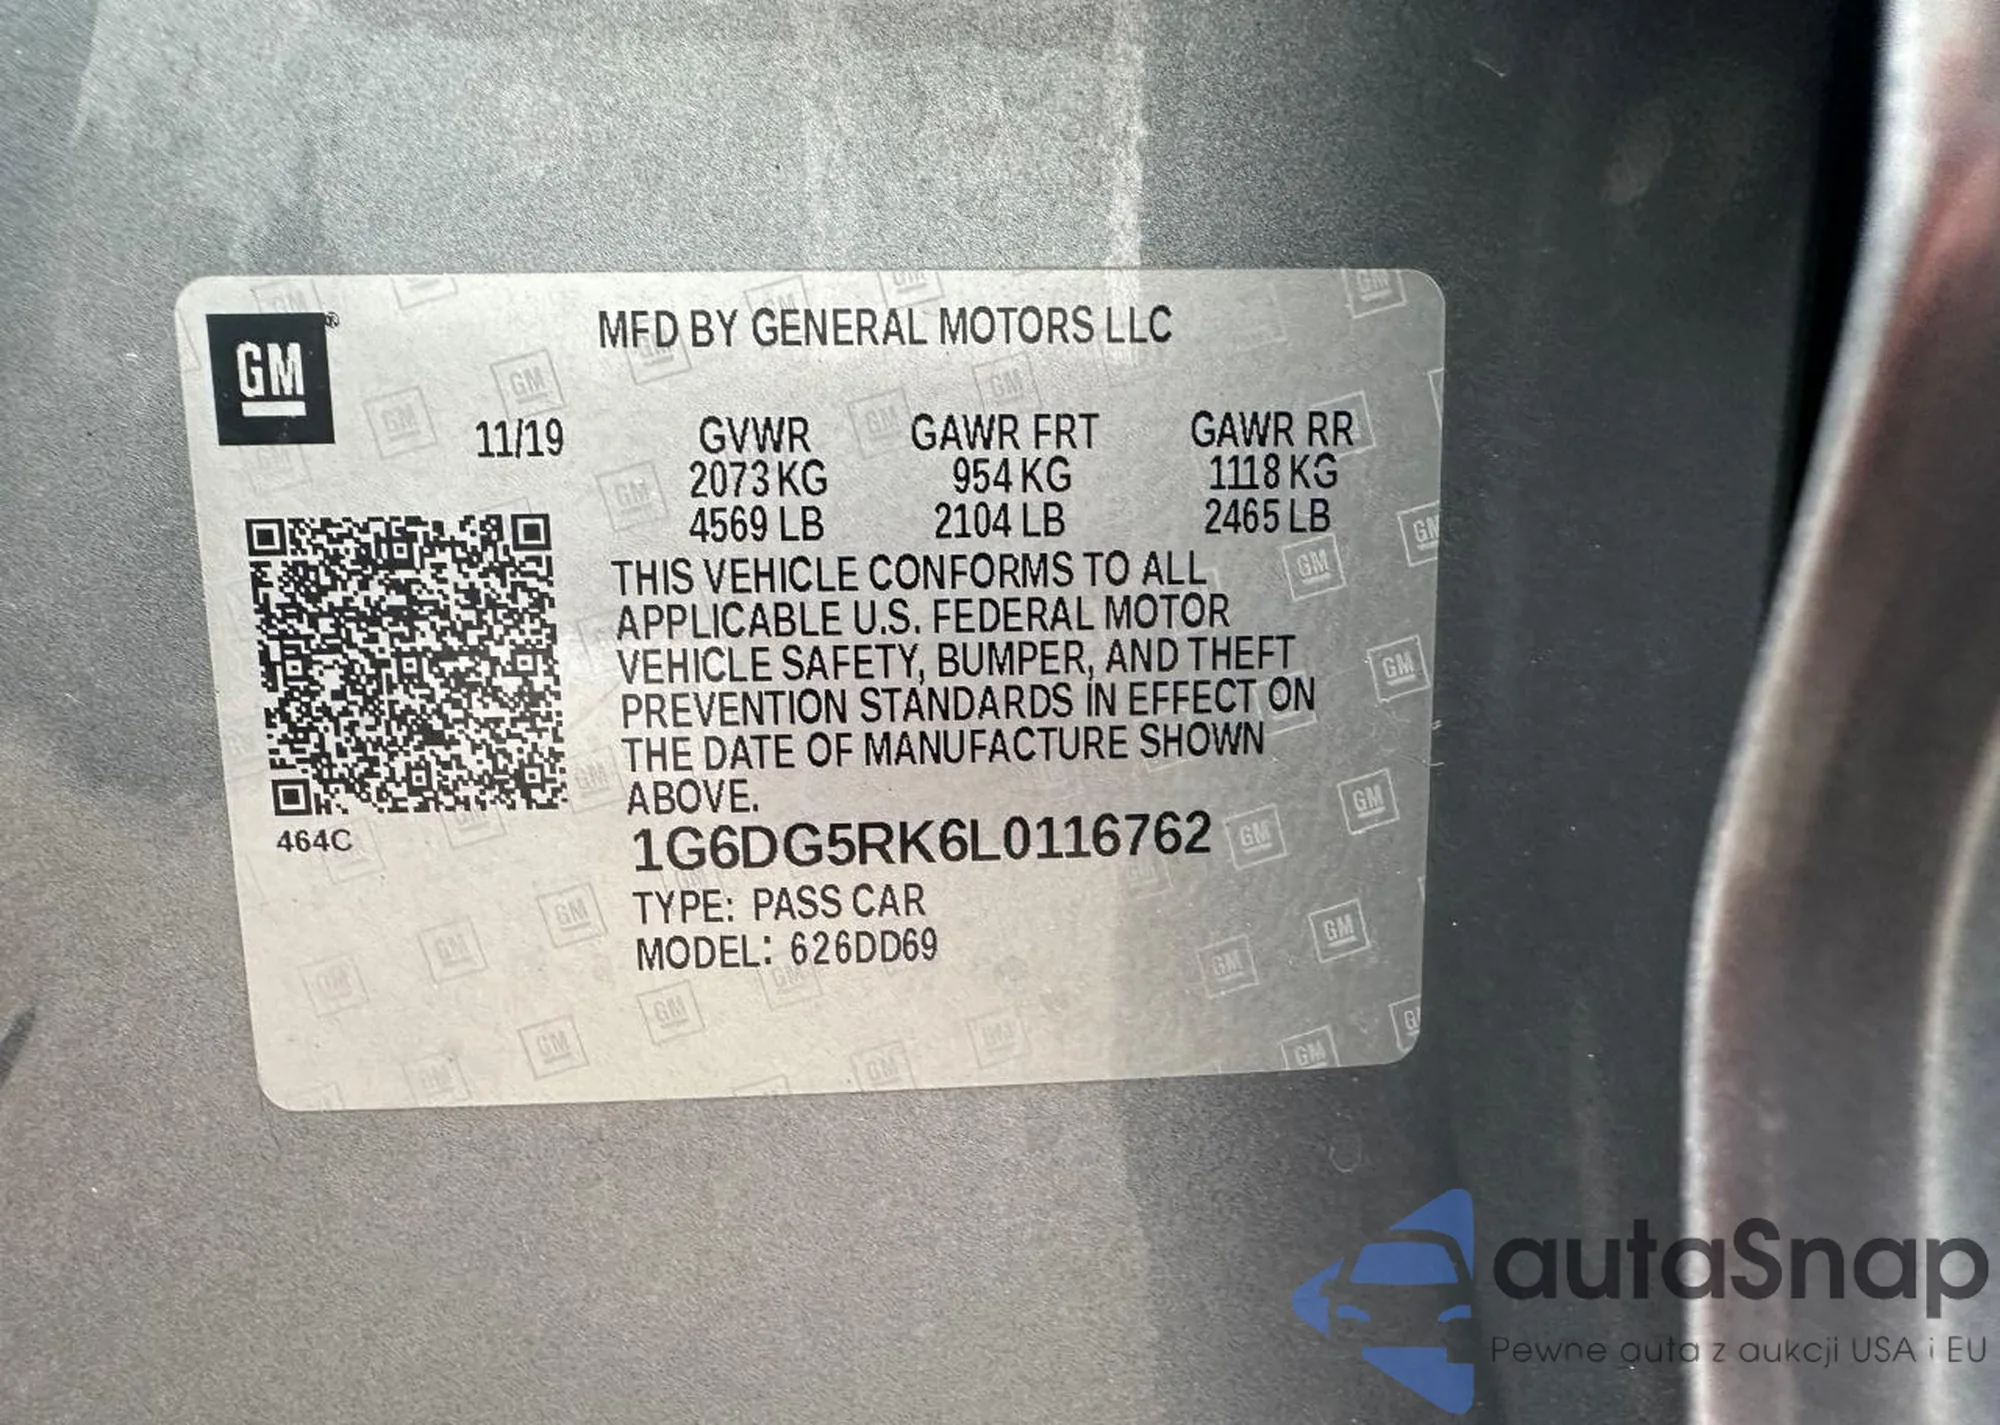 MFD BY GENERAL MOTORS LLC
GM
®
11/19
GVWR GAWR FRT GAWR RR
2073 KG 954 KG 1118 KG
4569 LB 2104 LB 2465 LB
THIS VEHICLE CONFORMS TO ALL
APPLICABLE U.S. FEDERAL MOTOR
VEHICLE SAFETY, BUMPER, AND THEFT
PREVENTION STANDARDS IN EFFECT ON
THE DATE OF MANUFACTURE SHOWN
ABOVE.
464C
1G6DG5RK6L0116762
TYPE: PASS CAR
MODEL: 626DD69
autaSnap
Pewne auta z aukcji USA i EU